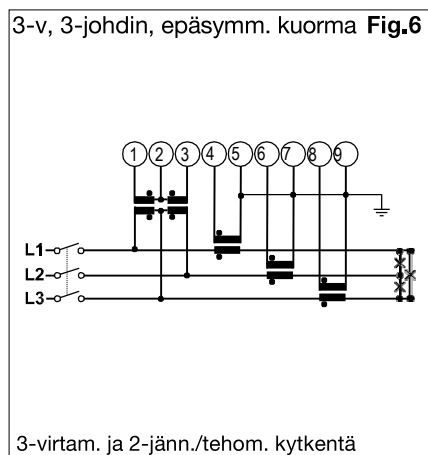 3-v, 3-johdin, epäsymm. kuorma Fig.6
1 2 3 4 5 6 7 8 9
L1
L2
L3
3-virtam. ja 2-jänn./tehom. kytkentä